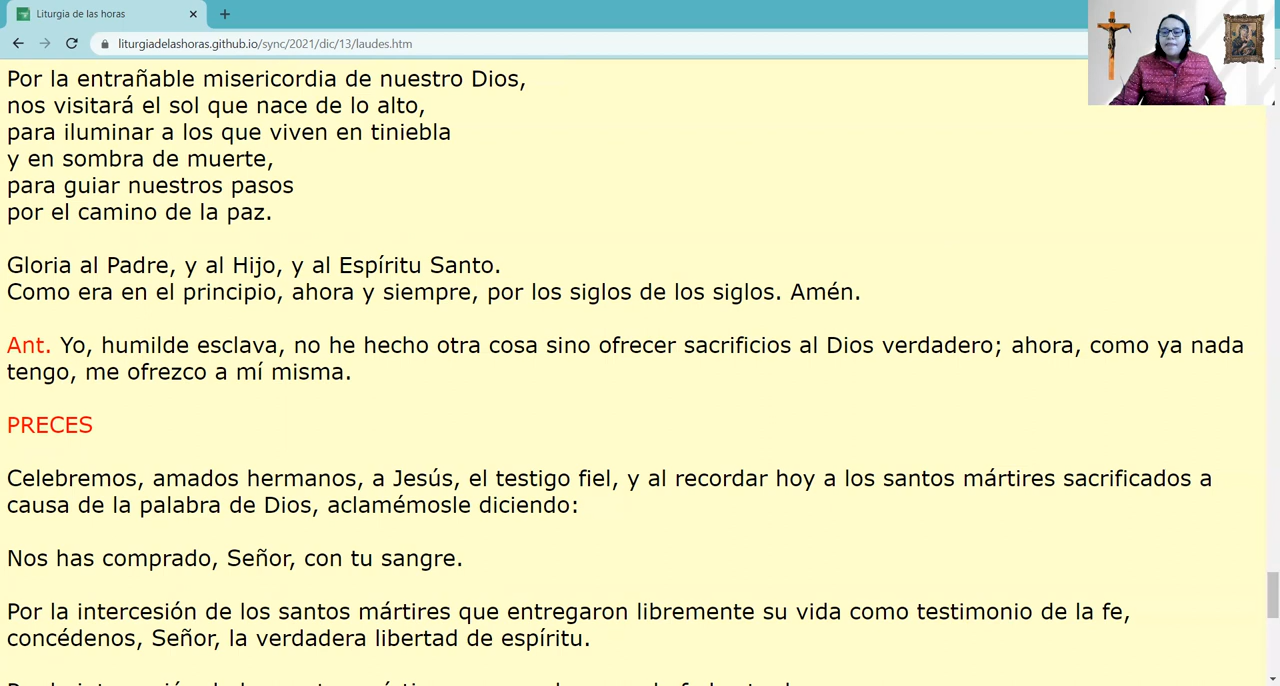 Liturgia de las horas
liturgiadelashoras.github.io/sync/2021/dic/13/laudes.htm
Por la entrañable misericordia de nuestro Dios,
nos visitará el sol que nace de lo alto,
para iluminar a los que viven en tiniebla
y en sombra de muerte,
para guiar nuestros pasos
por el camino de la paz.
Gloria al Padre, y al Hijo, y al Espíritu Santo.
Como era en el principio, ahora y siempre, por los siglos de los siglos. Amén.
Ant. Yo, humilde esclava, no he hecho otra cosa sino ofrecer sacrificios al Dios verdadero; ahora, como ya nada
tengo, me ofrezco a mí misma.
PRECES
Celebremos, amados hermanos, a Jesús, el testigo fiel, y al recordar hoy a los santos mártires sacrificados a
causa de la palabra de Dios, aclamémosle diciendo:
Nos has comprado, Señor, con tu sangre.
Por la intercesión de los santos mártires que entregaron libremente su vida como testimonio de la fe,
concédenos, Señor, la verdadera libertad de espíritu.